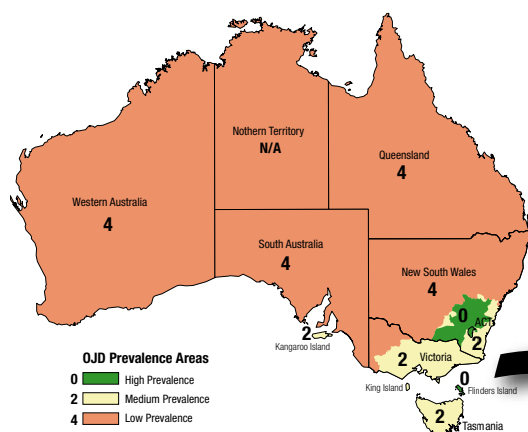 Nothern Territory
N/A
Queensland
4
Western Australia
4
South Australia
4
New South Wales
4
0
ACT
2
2
Kangaroo Island
2
Victoria
King Island
0
Flinders Island
2
Tasmania
OJD Prevalence Areas
0 High Prevalence
2 Medium Prevalence
4 Low Prevalence